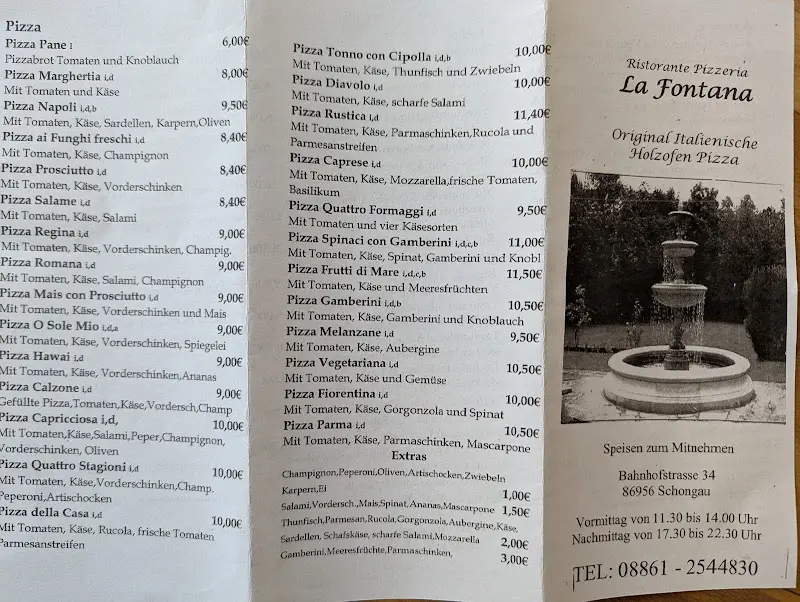 Pizza
Pizza Pane i 6,00€
Pizzabrot Tomaten und Knoblauch
Pizza Marghertia i,d 8,00€
Mit Tomaten und Käse
Pizza Napoli i,d,b 9,50€
Mit Tomaten, Käse, Sardellen, Karpern,Oliven
Pizza ai Funghi freschi i,d 8,40€
Mit Tomaten, Käse, Champignon
Pizza Prosciutto i,d 8,40€
Mit Tomaten, Käse, Vorderschinken
Pizza Salame i,d 8,40€
Mit Tomaten, Käse, Salami
Pizza Regina i,d 9,00€
Mit Tomaten, Käse, Vorderschinken, Champig.
Pizza Romana i,d 9,00€
Mit Tomaten, Käse, Salami, Champignon
Pizza Mais con Prosciutto i,d 9,00€
Mit Tomaten, Käse, Vorderschinken und Mais
Pizza O Sole Mio i,d,a 9,00€
Mit Tomaten, Käse, Vorderschinken, Spiegelei
Pizza Hawai i,d 9,00€
Mit Tomaten, Käse, Vorderschinken,Ananas
Pizza Calzone i,d 9,00€
Gefüllte Pizza,Tomaten,Käse,Vordersch,Champ
Pizza Capricciosa i,d, 10,00€
Mit Tomaten,Käse,Salami,Peper,Champignon,
Vorderschinken, Oliven
Pizza Quattro Stagioni i,d 10,00€
Mit Tomaten, Käse,Vorderschinken,Champ.
Peperoni,Artischocken
Pizza della Casa i,d 10,00€
Mit Tomaten, Käse, Rucola, frische Tomaten
Parmesanstreifen
Pizza Tonno con Cipolla i,d,b 10,00€
Mit Tomaten, Käse, Thunfisch und Zwiebeln
Pizza Diavolo i,d 10,00€
Mit Tomaten, Käse, scharfe Salami
Pizza Rustica i,d 11,40€
Mit Tomaten, Käse, Parmaschinken,Rucola und
Parmesanstreifen
Pizza Caprese i,d 10,00€
Mit Tomaten, Käse, Mozzarella,frische Tomaten,
Basilikum
Pizza Quattro Formaggi i,d 9,50€
Mit Tomaten und vier Käsesorten
Pizza Spinaci con Gamberini i,d,c,b 11,00€
Mit Tomaten, Käse, Spinat, Gamberini und Knobl
Pizza Frutti di Mare i,d,c,b 11,50€
Mit Tomaten, Käse und Meeresfrüchten
Pizza Gamberini i,d,b 10,50€
Mit Tomaten, Käse, Gamberini und Knoblauch
Pizza Melanzane i,d 9,50€
Mit Tomaten, Käse, Aubergine
Pizza Vegetariana i,d 10,50€
Mit Tomaten, Käse und Gemüse
Pizza Fiorentina i,d 10,00€
Mit Tomaten, Käse, Gorgonzola und Spinat
Pizza Parma i,d 10,50€
Mit Tomaten, Käse, Parmaschinken, Mascarpone
Extras
Champignon,Peperoni,Oliven,Artischocken,Zwiebeln
Karpern,Ei 1,00€
Salami,Vordersch.,Mais,Spinat,Ananas,Mascarpone 1,50€
Thunfisch,Parmesan,Rucola,Gorgonzola,Aubergine,Käse,
Sardellen, Schafskäse, scharfe Salami,Mozzarella 2,00€
Gamberini,Meeresfrüchte,Parmaschinken, 3,00€
Ristorante Pizzeria
La Fontana
Original Italienische
Holzofen Pizza
Speisen zum Mitnehmen
Bahnhofstrasse 34
86956 Schongau
Vormittag von 11.30 bis 14.00 Uhr
Nachmittag von 17.30 bis 22.30 Uhr
TEL: 08861 - 2544830